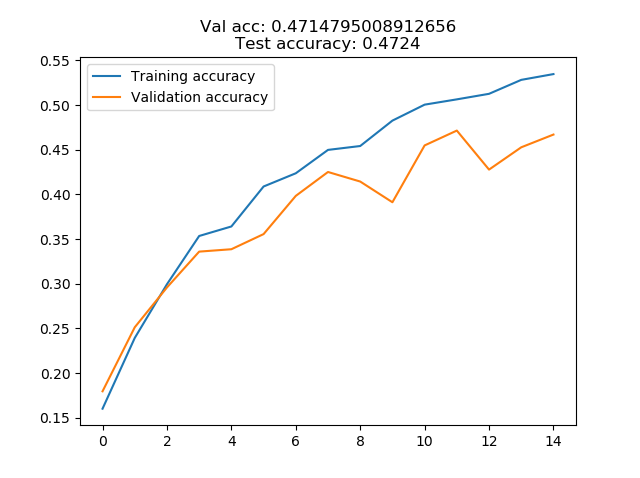 Val acc: 0.4714795008912656
Test accuracy: 0.4724
Training accuracy
Validation accuracy
0.55
0.50
0.45
0.40
0.35
0.30
0.25
0.20
0.15
0 2 4 6 8 10 12 14